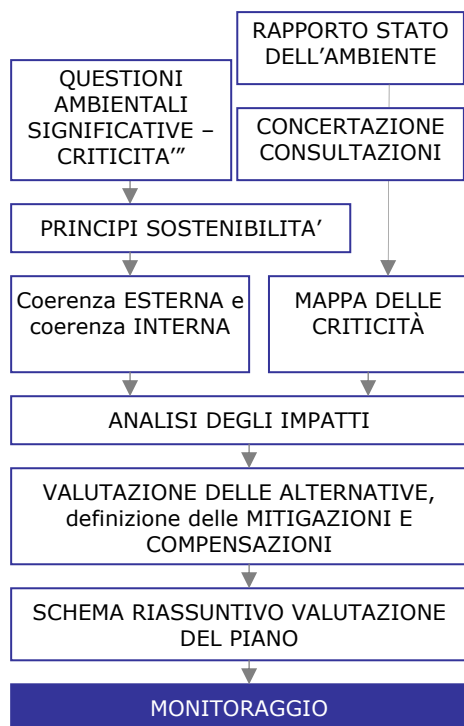 RAPPORTO STATO
DELL’AMBIENTE
QUESTIONI
AMBIENTALI
SIGNIFICATIVE –
CRITICITA’”
CONCERTAZIONE
CONSULTAZIONI
PRINCIPI SOSTENIBILITA’
Coerenza ESTERNA e
coerenza INTERNA
MAPPA DELLE
CRITICITÀ
ANALISI DEGLI IMPATTI
VALUTAZIONE DELLE ALTERNATIVE,
definizione delle MITIGAZIONI E
COMPENSAZIONI
SCHEMA RIASSUNTIVO VALUTAZIONE
DEL PIANO
MONITORAGGIO